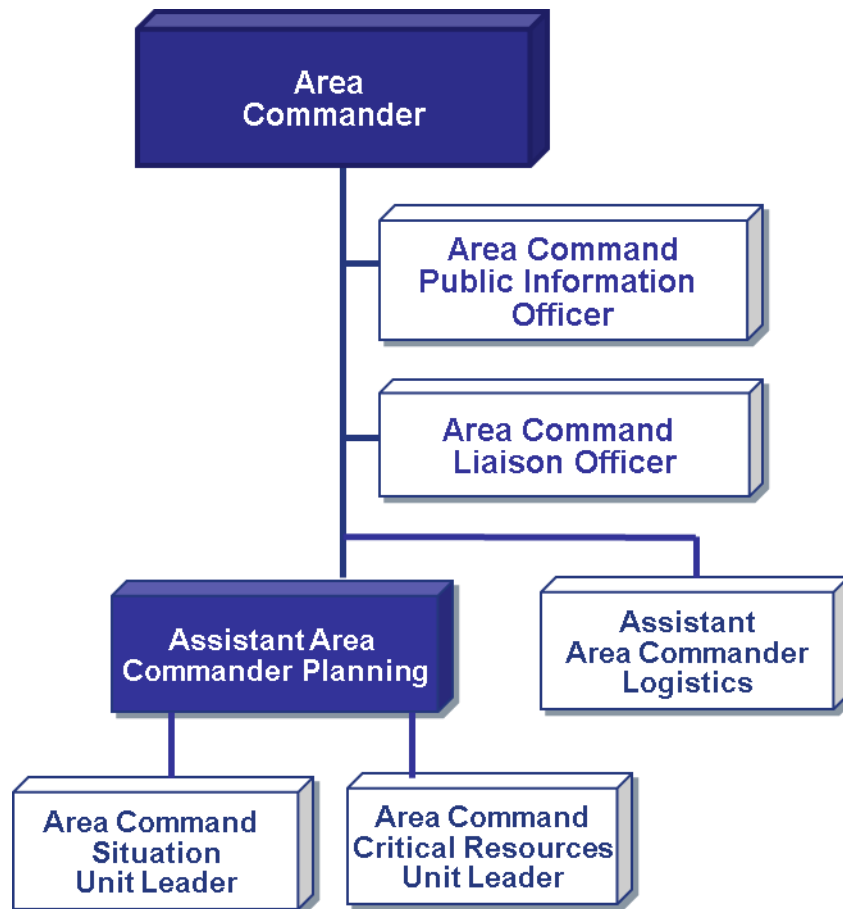 Area
Commander
Area Command
Public Information
Officer
Area Command
Liaison Officer
Assistant Area
Commander Planning
Assistant
Area Commander
Logistics
Area Command
Situation
Unit Leader
Area Command
Critical Resources
Unit Leader